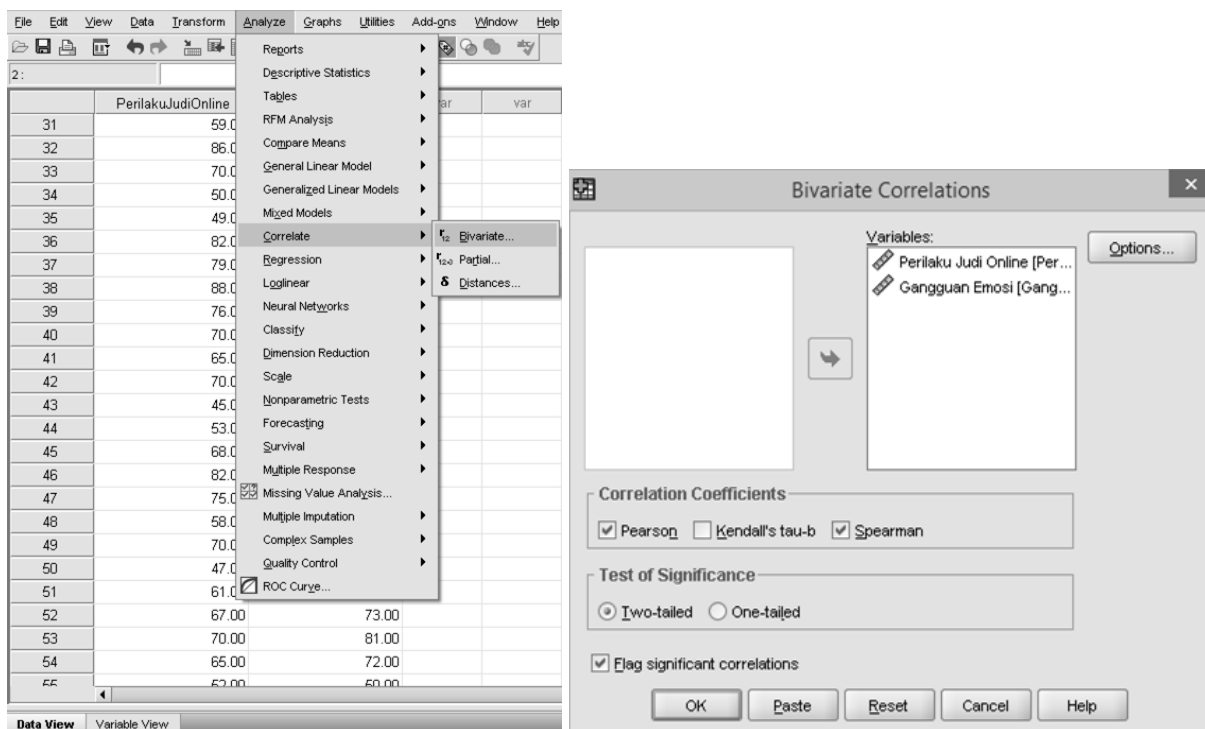 File Edit View Data Transform Analyze Graphs Utilities Add-ons Window Help
2 :
PerilakuJudiOnline var var
31 59.0
32 86.0
33 70.0
34 50.0
35 49.0
36 82.0
37 79.0
38 88.0
39 76.0
40 70.0
41 65.0
42 70.0
43 45.0
44 53.0
45 68.0
46 82.0
47 75.0
48 58.0
49 70.0
50 47.0
51 61.0
52 67.00 73.00
53 70.00 81.00
54 65.00 72.00
55 52.00 50.00
Data View Variable View
Reports
Descriptive Statistics
Tables
RFM Analysis
Compare Means
General Linear Model
Generalized Linear Models
Mixed Models
Correlate
Regression
Loglinear
Neural Networks
Classify
Dimension Reduction
Scale
Nonparametric Tests
Forecasting
Survival
Multiple Response
Missing Value Analysis...
Multiple Imputation
Complex Samples
Quality Control
ROC Curve...
r12 Bivariate...
r12.3 Partial...
δ Distances...
Bivariate Correlations
Variables:
Perilaku Judi Online [Per...
Gangguan Emosi [Gang...
Options...
Correlation Coefficients
Pearson Kendall's tau-b Spearman
Test of Significance
Two-tailed One-tailed
Flag significant correlations
OK Paste Reset Cancel Help